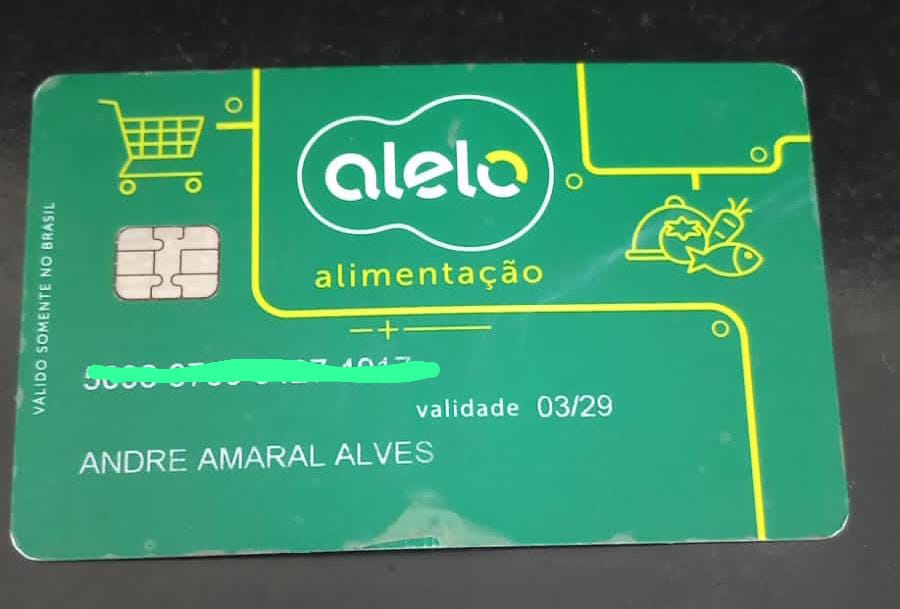 alelo
alimentação
VÁLIDO SOMENTE NO BRASIL
validade 03/29
ANDRE AMARAL ALVES